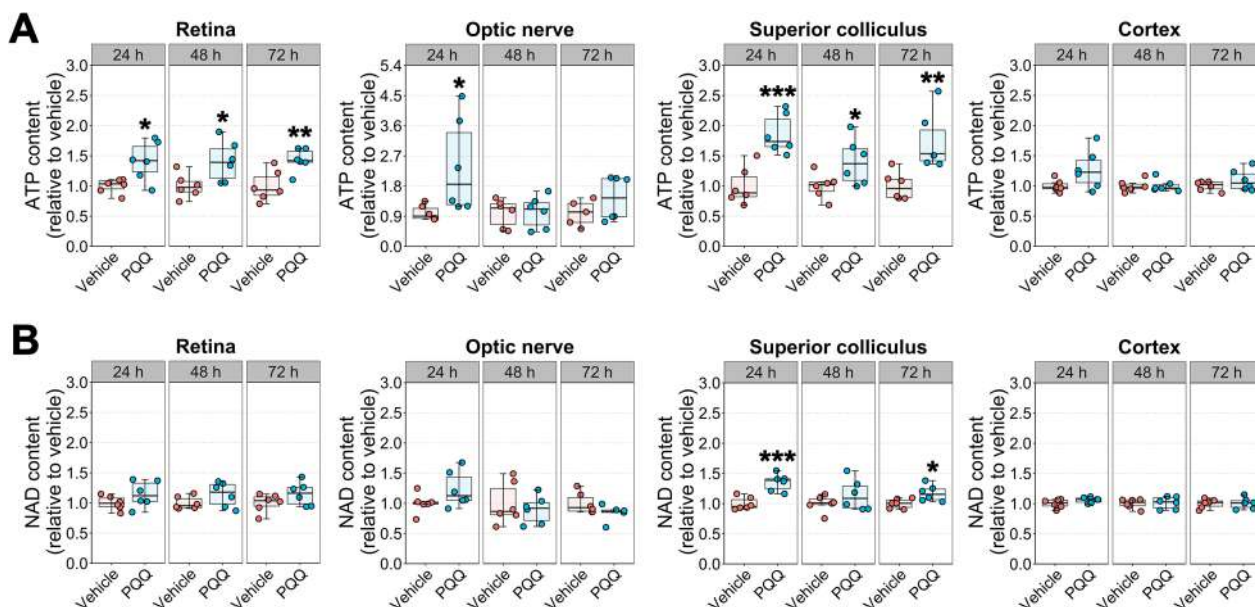 A
Retina
24 h 48 h 72 h
ATP content
(relative to vehicle)
3.0
2.5
2.0
1.5
1.0
0.5
0.0
* * **
Vehicle PQQ Vehicle PQQ Vehicle PQQ
Optic nerve
24 h 48 h 72 h
ATP content
(relative to vehicle)
5.4
4.5
3.6
2.7
1.8
0.9
0.0
*
Vehicle PQQ Vehicle PQQ Vehicle PQQ
Superior colliculus
24 h 48 h 72 h
ATP content
(relative to vehicle)
3.0
2.5
2.0
1.5
1.0
0.5
0.0
*** * **
Vehicle PQQ Vehicle PQQ Vehicle PQQ
Cortex
24 h 48 h 72 h
ATP content
(relative to vehicle)
3.0
2.5
2.0
1.5
1.0
0.5
0.0
Vehicle PQQ Vehicle PQQ Vehicle PQQ
B
Retina
24 h 48 h 72 h
NAD content
(relative to vehicle)
3.0
2.5
2.0
1.5
1.0
0.5
0.0
Vehicle PQQ Vehicle PQQ Vehicle PQQ
Optic nerve
24 h 48 h 72 h
NAD content
(relative to vehicle)
3.0
2.5
2.0
1.5
1.0
0.5
0.0
Vehicle PQQ Vehicle PQQ Vehicle PQQ
Superior colliculus
24 h 48 h 72 h
NAD content
(relative to vehicle)
3.0
2.5
2.0
1.5
1.0
0.5
0.0
*** *
Vehicle PQQ Vehicle PQQ Vehicle PQQ
Cortex
24 h 48 h 72 h
NAD content
(relative to vehicle)
3.0
2.5
2.0
1.5
1.0
0.5
0.0
Vehicle PQQ Vehicle PQQ Vehicle PQQ